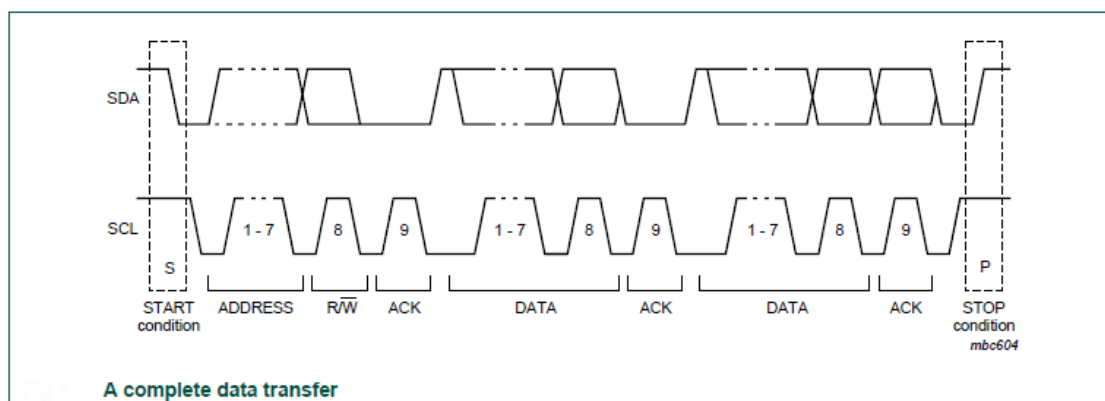 SDA
SCL
1 - 7 8 9 1 - 7 8 9 1 - 7 8 9
S P
START condition
ADDRESS
R/W̅
ACK
DATA
ACK
DATA
ACK
STOP condition
mbc604
A complete data transfer